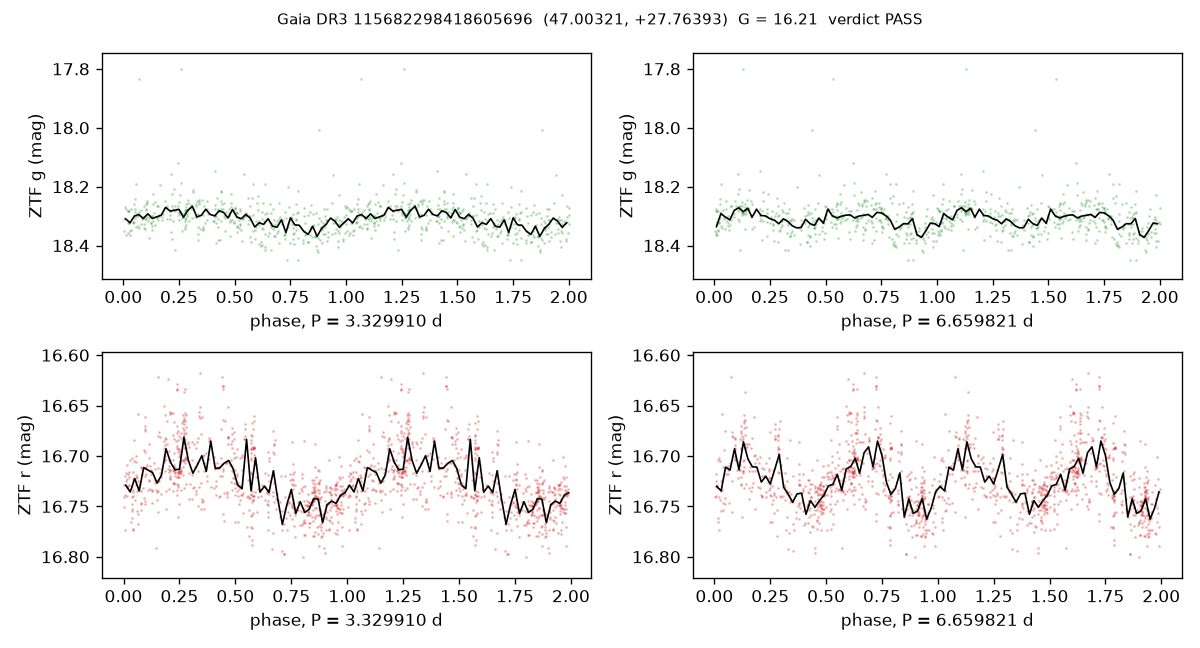 Gaia DR3 115682298418605696 (47.00321, +27.76393) G = 16.21 verdict PASS
ZTF g (mag)
17.8
18.0
18.2
18.4
0.00 0.25 0.50 0.75 1.00 1.25 1.50 1.75 2.00
phase, P = 3.329910 d
ZTF g (mag)
17.8
18.0
18.2
18.4
0.00 0.25 0.50 0.75 1.00 1.25 1.50 1.75 2.00
phase, P = 6.659821 d
ZTF r (mag)
16.60
16.65
16.70
16.75
16.80
0.00 0.25 0.50 0.75 1.00 1.25 1.50 1.75 2.00
phase, P = 3.329910 d
ZTF r (mag)
16.60
16.65
16.70
16.75
16.80
0.00 0.25 0.50 0.75 1.00 1.25 1.50 1.75 2.00
phase, P = 6.659821 d